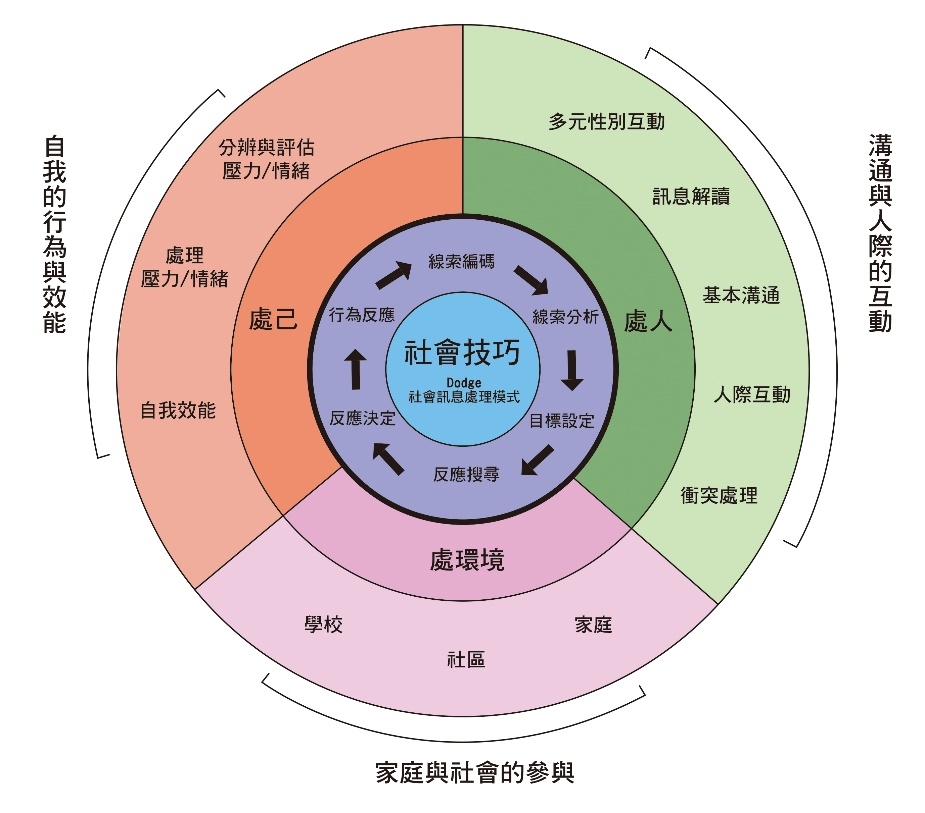 社會技巧
Dodge
社會訊息處理模式
線索編碼
線索分析
目標設定
反應搜尋
反應決定
行為反應
處己
分辨與評估
壓力/情緒
處理
壓力/情緒
自我效能
自我的行為與效能
處人
多元性別互動
訊息解讀
基本溝通
人際互動
衝突處理
溝通與人際的互動
處環境
學校
社區
家庭
家庭與社會的參與